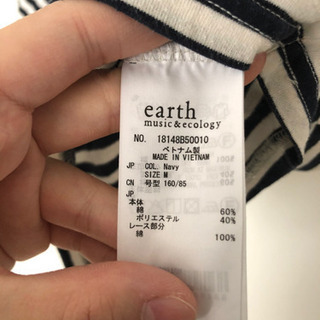 earth
music&ecology
NO. 18148B50010
ベトナム製
MADE IN VIETNAM
JP COL. Navy
SIZE M
CN 号型 160/85
JP
本体
綿 60%
ポリエステル 40%
レース部分
綿 100%